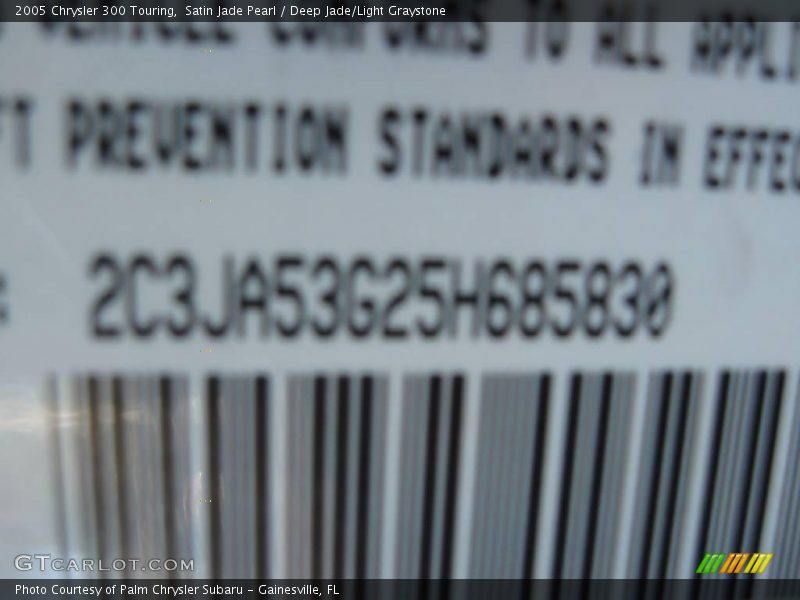 2005 Chrysler 300 Touring,  Satin Jade Pearl / Deep Jade/Light Graystone
VEHICLE CONFORMS TO ALL APPLI
FT PREVENTION STANDARDS IN EFFEC
: 2C3JA53G25H685830
GTCARLOT.COM
Photo Courtesy of Palm Chrysler Subaru - Gainesville, FL